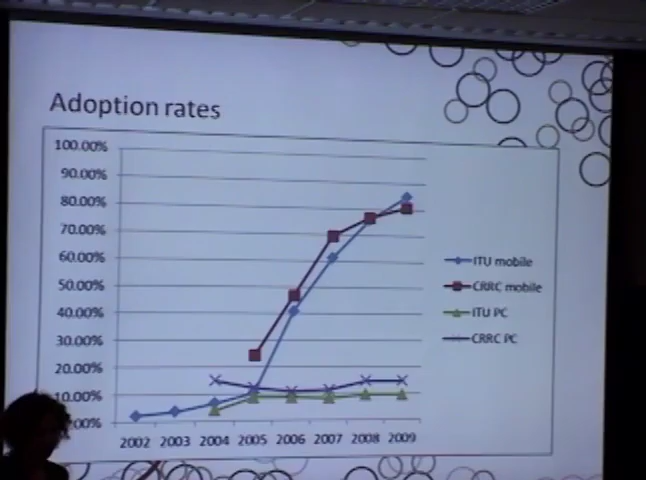 Adoption rates
100.00%
90.00%
80.00%
70.00%
60.00%
50.00%
40.00%
30.00%
20.00%
10.00%
.00%
2002 2003 2004 2005 2006 2007 2008 2009
ITU mobile
CRRC mobile
ITU PC
CRRC PC